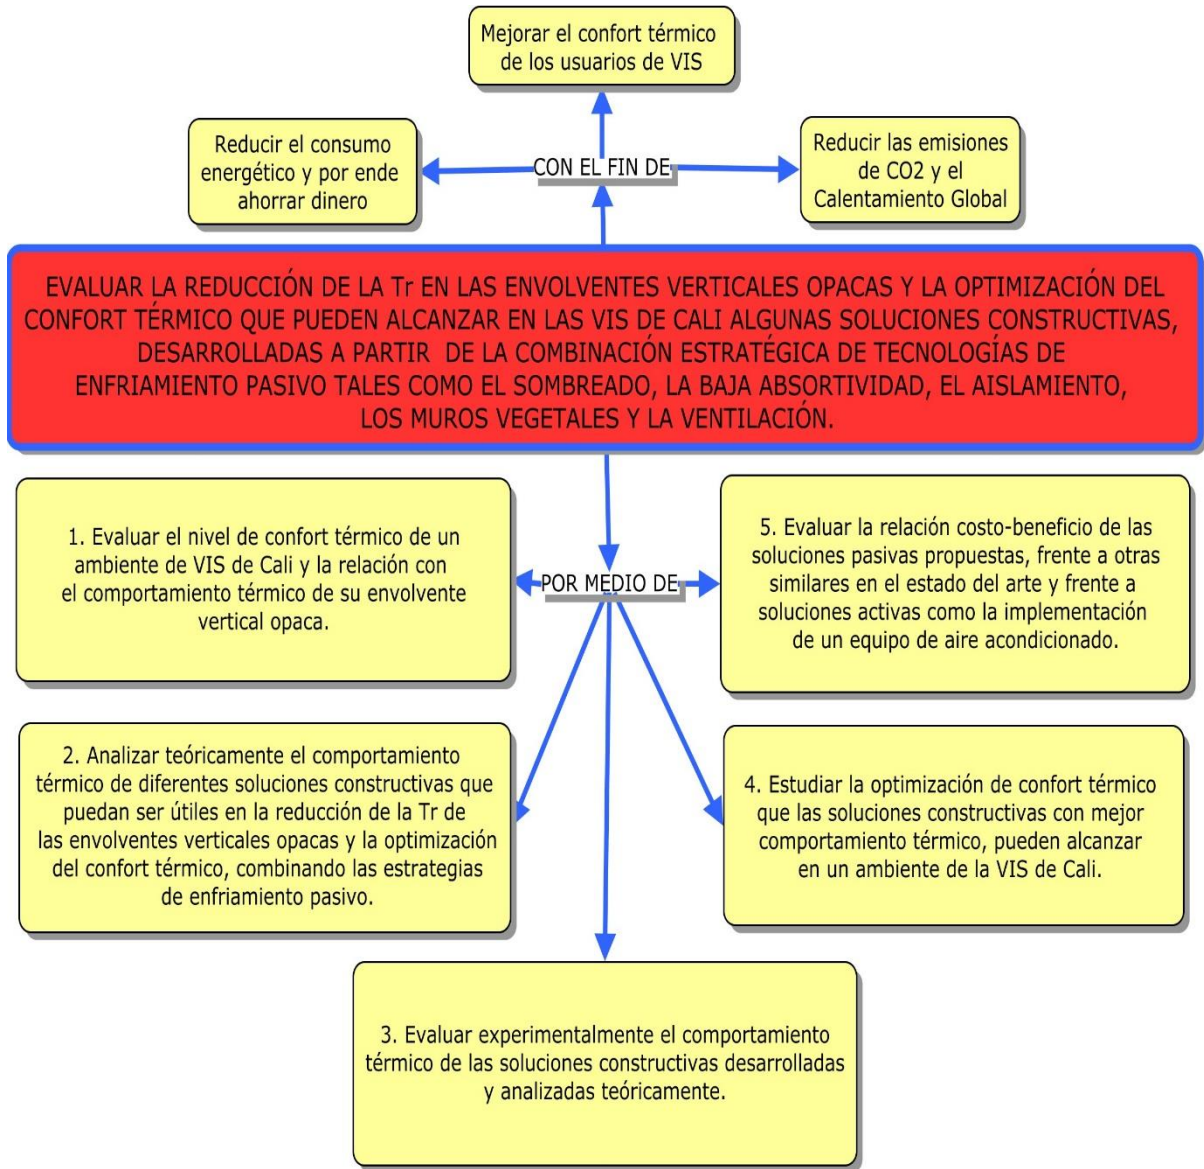 Mejorar el confort térmico
de los usuarios de VIS
Reducir el consumo
energético y por ende
ahorrar dinero
CON EL FIN DE
Reducir las emisiones
de CO2 y el
Calentamiento Global
EVALUAR LA REDUCCIÓN DE LA Tr EN LAS ENVOLVENTES VERTICALES OPACAS Y LA OPTIMIZACIÓN DEL
CONFORT TÉRMICO QUE PUEDEN ALCANZAR EN LAS VIS DE CALI ALGUNAS SOLUCIONES CONSTRUCTIVAS,
DESARROLLADAS A PARTIR DE LA COMBINACIÓN ESTRATÉGICA DE TECNOLOGÍAS DE
ENFRIAMIENTO PASIVO TALES COMO EL SOMBREADO, LA BAJA ABSORTIVIDAD, EL AISLAMIENTO,
LOS MUROS VEGETALES Y LA VENTILACIÓN.
POR MEDIO DE
1. Evaluar el nivel de confort térmico de un
ambiente de VIS de Cali y la relación con
el comportamiento térmico de su envolvente
vertical opaca.
2. Analizar teóricamente el comportamiento
térmico de diferentes soluciones constructivas que
puedan ser útiles en la reducción de la Tr de
las envolventes verticales opacas y la optimización
del confort térmico, combinando las estrategias
de enfriamiento pasivo.
3. Evaluar experimentalmente el comportamiento
térmico de las soluciones constructivas desarrolladas
y analizadas teóricamente.
4. Estudiar la optimización de confort térmico
que las soluciones constructivas con mejor
comportamiento térmico, pueden alcanzar
en un ambiente de la VIS de Cali.
5. Evaluar la relación costo-beneficio de las
soluciones pasivas propuestas, frente a otras
similares en el estado del arte y frente a
soluciones activas como la implementación
de un equipo de aire acondicionado.